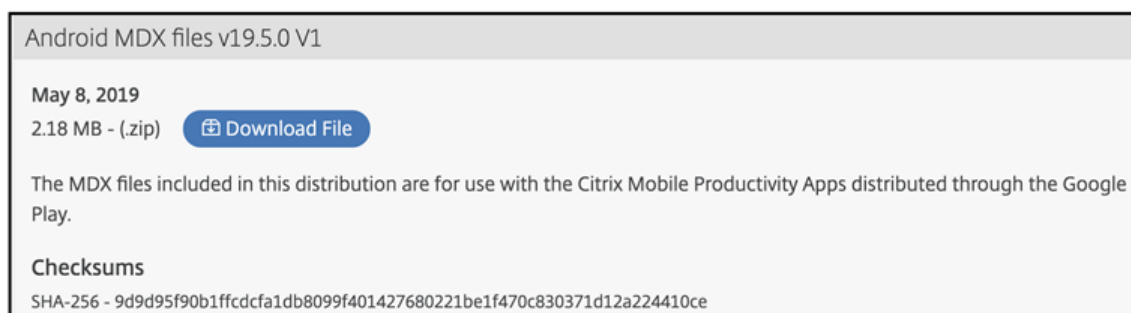 Android MDX files v19.5.0 V1
May 8, 2019
2.18 MB - (.zip) Download File
The MDX files included in this distribution are for use with the Citrix Mobile Productivity Apps distributed through the Google
Play.
Checksums
SHA-256 - 9d9d95f90b1ffcdcfa1db8099f401427680221be1f470c830371d12a224410ce